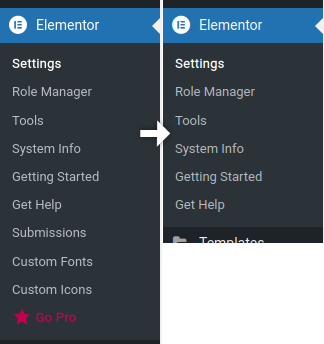 Elementor
Settings
Role Manager
Tools
System Info
Getting Started
Get Help
Submissions
Custom Fonts
Custom Icons
Go Pro
Elementor
Settings
Role Manager
Tools
System Info
Getting Started
Get Help
Templates